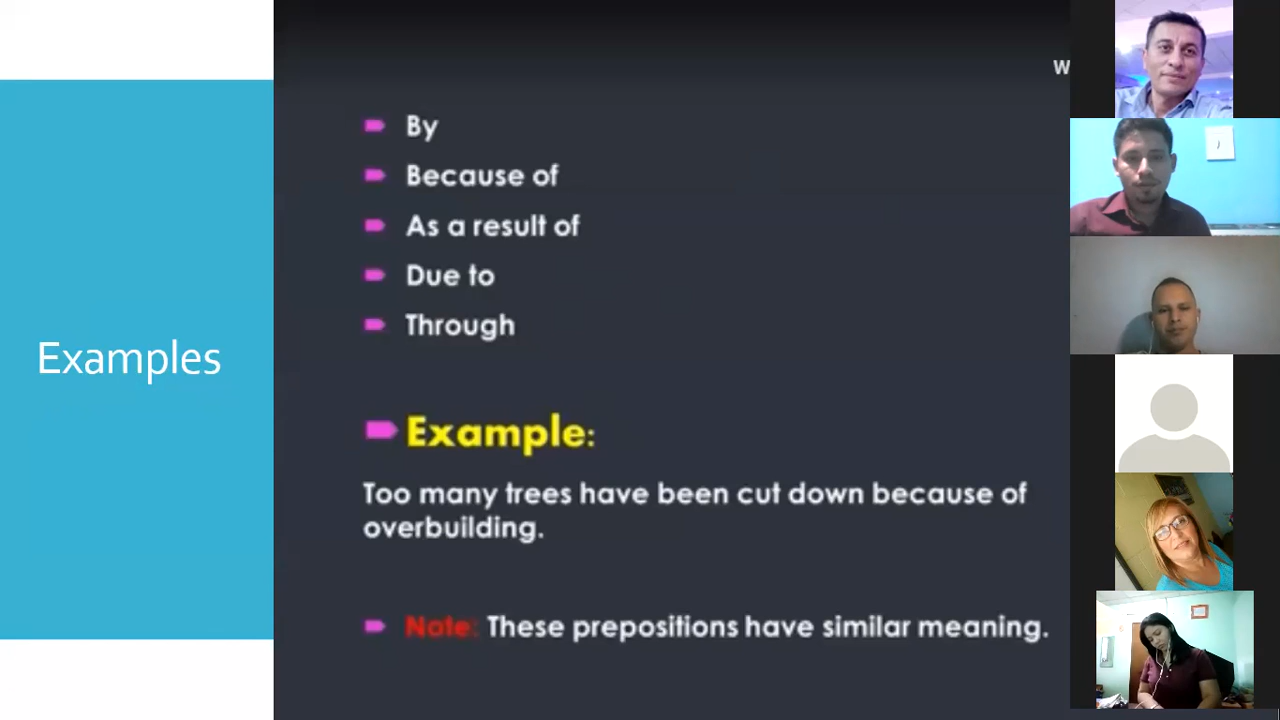 Examples
W
By
Because of
As a result of
Due to
Through
Example:
Too many trees have been cut down because of
overbuilding.
Note: These prepositions have similar meaning.